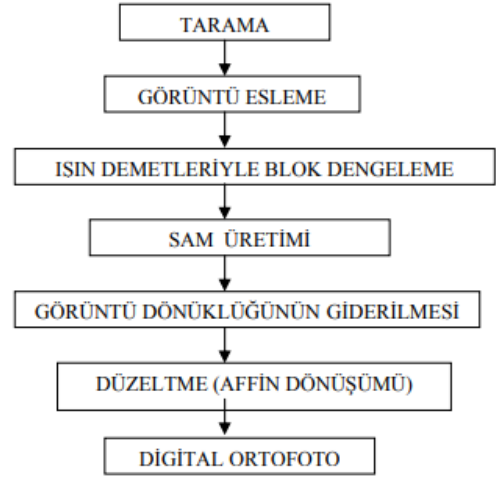 TARAMA
GÖRÜNTÜ ESLEME
IŞIN DEMETLERİYLE BLOK DENGELEME
SAM ÜRETİMİ
GÖRÜNTÜ DÖNÜKLÜĞÜNÜN GİDERİLMESİ
DÜZELTME (AFFİN DÖNÜŞÜMÜ)
DİGİTAL ORTOFOTO